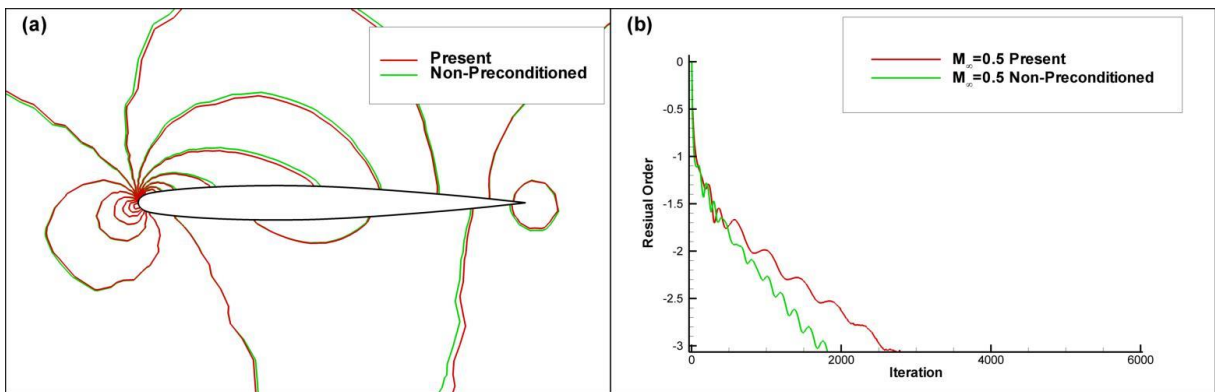 (a)
Present
Non-Preconditioned
(b)
M∞=0.5 Present
M∞=0.5 Non-Preconditioned
0
-0.5
-1
-1.5
-2
-2.5
-3
Resiual Order
0
2000
4000
6000
Iteration